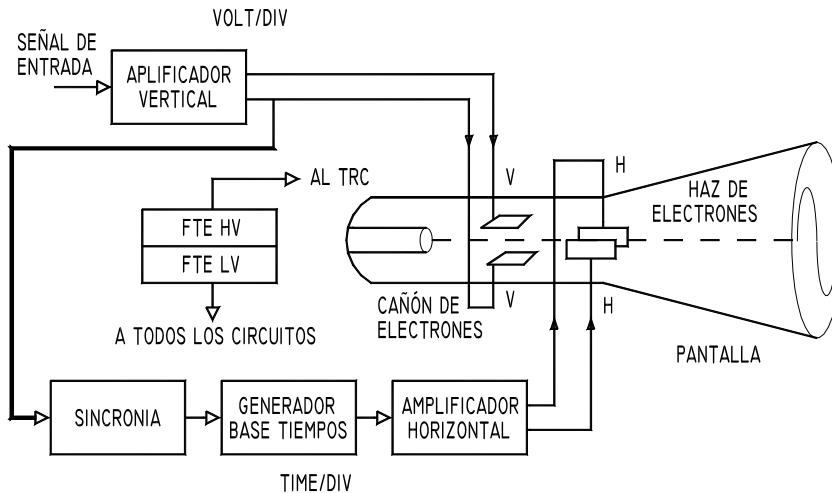 VOLT/DIV
SEÑAL DE
ENTRADA
APLIFICADOR
VERTICAL
V
H
AL TRC
HAZ DE
ELECTRONES
FTE HV
FTE LV
CAÑÓN DE
ELECTRONES
V
H
A TODOS LOS CIRCUITOS
PANTALLA
SINCRONIA
GENERADOR
BASE TIEMPOS
AMPLIFICADOR
HORIZONTAL
TIME/DIV